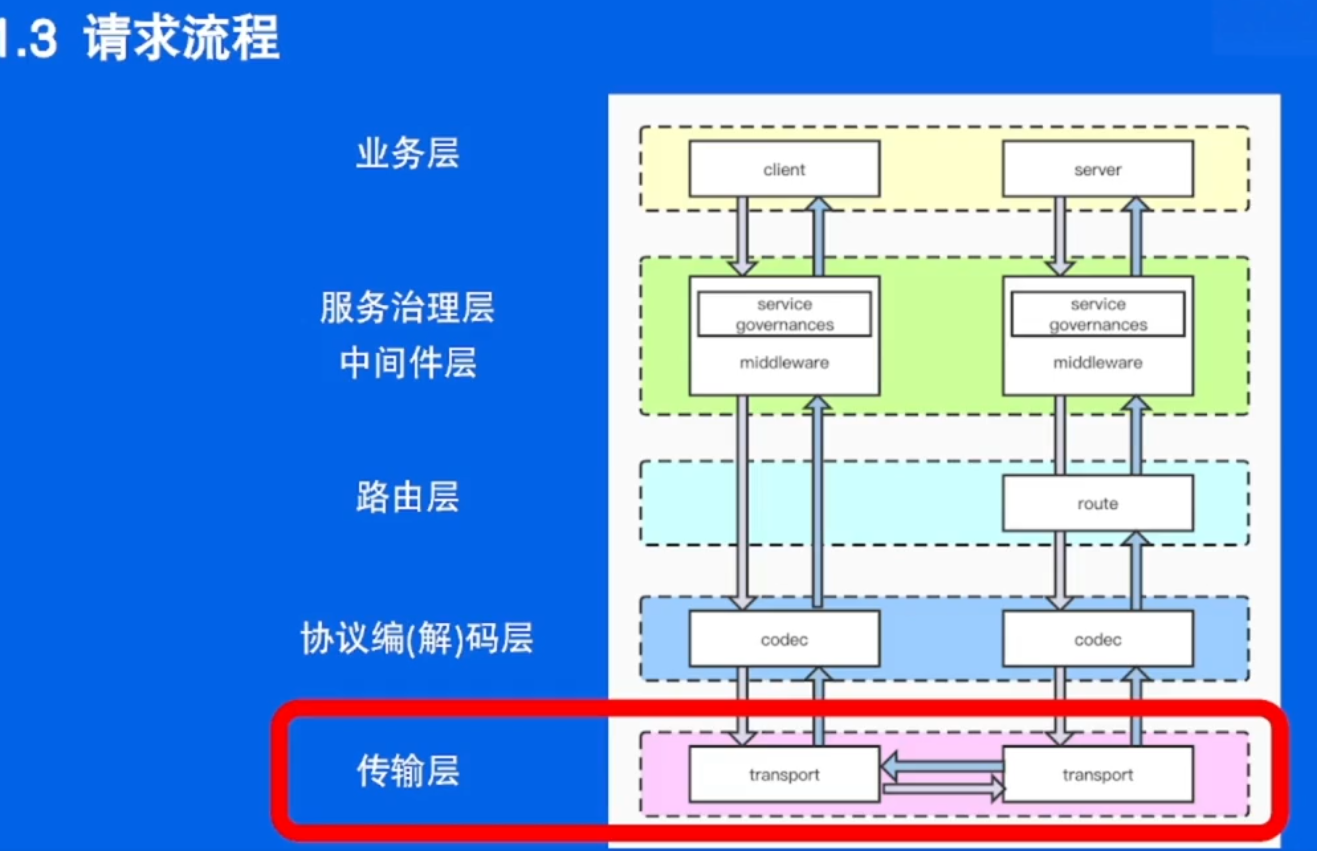 1.3 请求流程
业务层
client
server
服务治理层
中间件层
service
governances
middleware
service
governances
middleware
路由层
route
协议编(解)码层
codec
codec
传输层
transport
transport